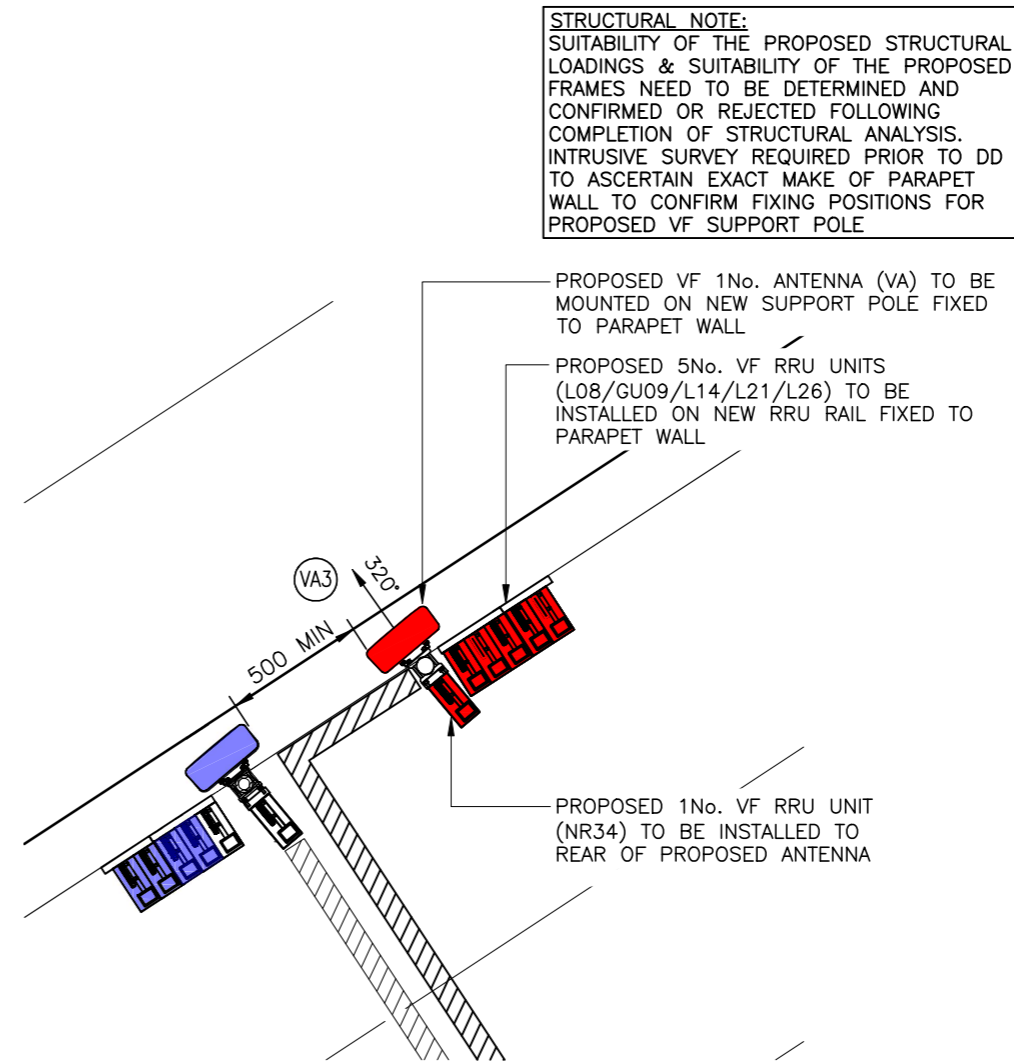 STRUCTURAL NOTE:
SUITABILITY OF THE PROPOSED STRUCTURAL
LOADINGS & SUITABILITY OF THE PROPOSED
FRAMES NEED TO BE DETERMINED AND
CONFIRMED OR REJECTED FOLLOWING
COMPLETION OF STRUCTURAL ANALYSIS.
INTRUSIVE SURVEY REQUIRED PRIOR TO DD
TO ASCERTAIN EXACT MAKE OF PARAPET
WALL TO CONFIRM FIXING POSITIONS FOR
PROPOSED VF SUPPORT POLE
PROPOSED VF 1No. ANTENNA (VA) TO BE
MOUNTED ON NEW SUPPORT POLE FIXED
TO PARAPET WALL
PROPOSED 5No. VF RRU UNITS
(L08/GU09/L14/L21/L26) TO BE
INSTALLED ON NEW RRU RAIL FIXED TO
PARAPET WALL
VA3
320°
500 MIN
PROPOSED 1No. VF RRU UNIT
(NR34) TO BE INSTALLED TO
REAR OF PROPOSED ANTENNA